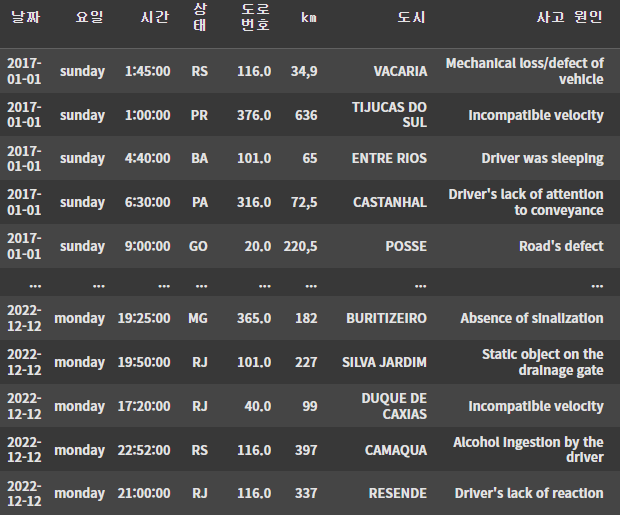 날짜 요일 시간 상태 도로번호 km 도시 사고 원인
2017-01-01 sunday 1:45:00 RS 116.0 34,9 VACARIA Mechanical loss/defect of vehicle
2017-01-01 sunday 1:00:00 PR 376.0 636 TIJUCAS DO SUL Incompatible velocity
2017-01-01 sunday 4:40:00 BA 101.0 65 ENTRE RIOS Driver was sleeping
2017-01-01 sunday 6:30:00 PA 316.0 72,5 CASTANHAL Driver's lack of attention to conveyance
2017-01-01 sunday 9:00:00 GO 20.0 220,5 POSSE Road's defect
... ... ... ... ... ... ... ...
2022-12-12 monday 19:25:00 MG 365.0 182 BURITIZEIRO Absence of sinalization
2022-12-12 monday 19:50:00 RJ 101.0 227 SILVA JARDIM Static object on the drainage gate
2022-12-12 monday 17:20:00 RJ 40.0 99 DUQUE DE CAXIAS Incompatible velocity
2022-12-12 monday 22:52:00 RS 116.0 397 CAMAQUA Alcohol ingestion by the driver
2022-12-12 monday 21:00:00 RJ 116.0 337 RESENDE Driver's lack of reaction